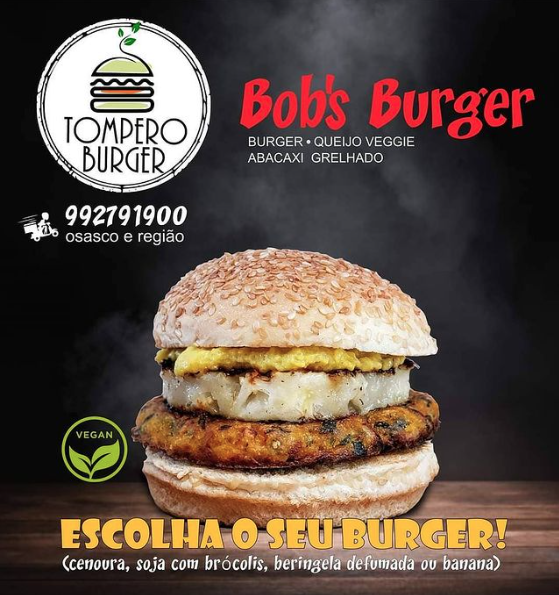 TOMPERO
BURGER
Bob's Burger
BURGER • QUEIJO VEGGIE
ABACAXI GRELHADO
992791900
osasco e região
VEGAN
ESCOLHA O SEU BURGER!
(cenoura, soja com brócolis, beringela defumada ou banana)